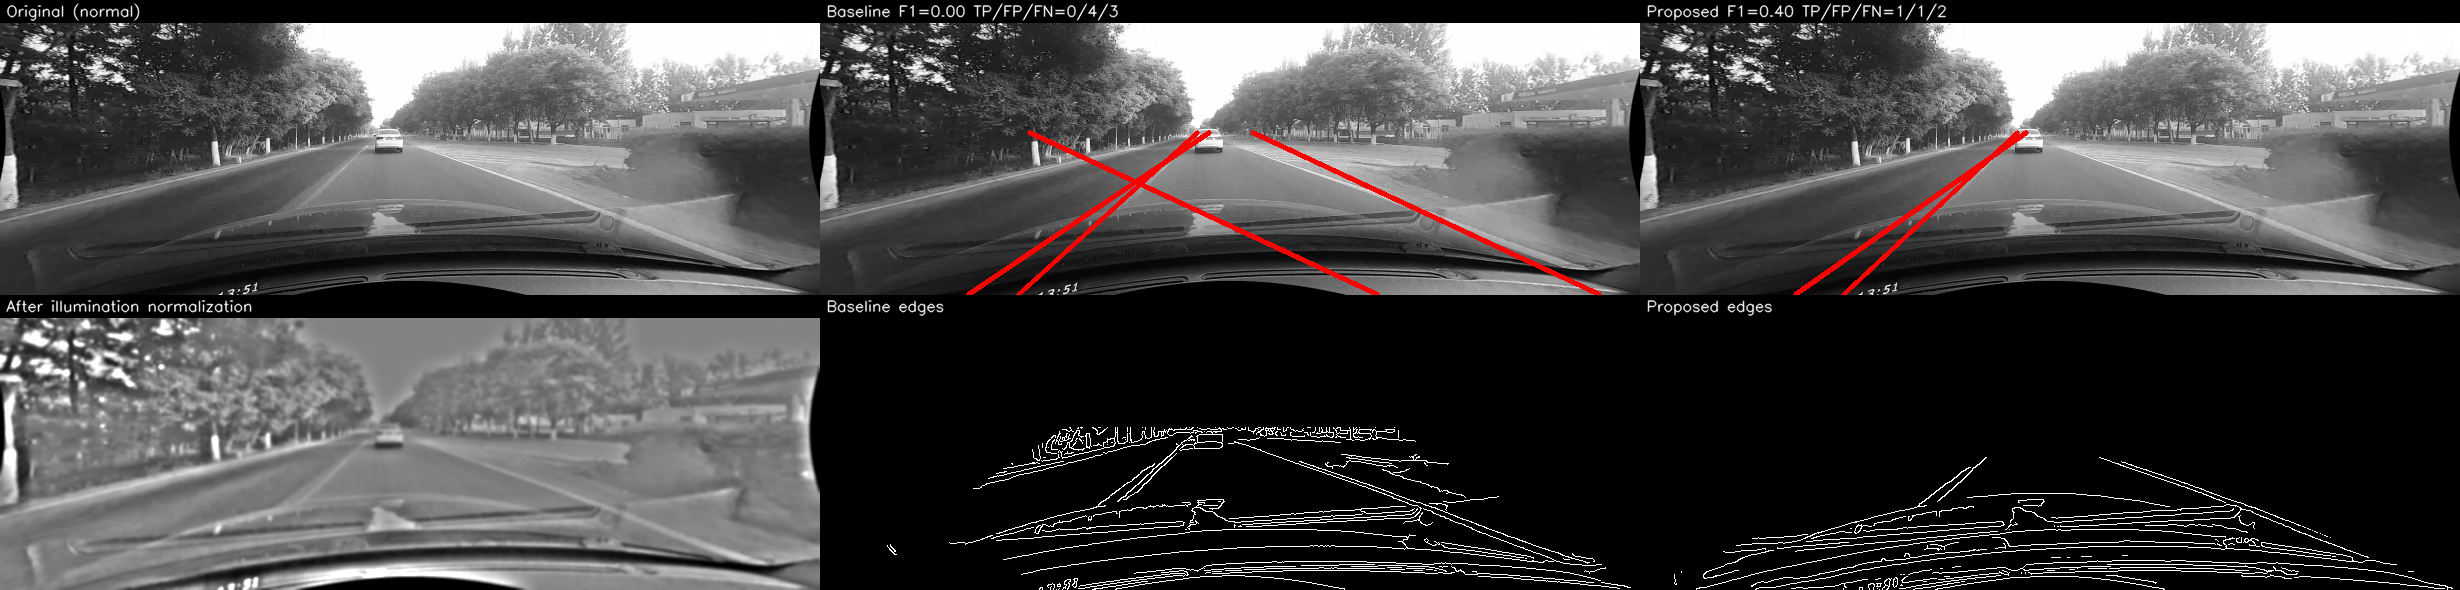 Original (normal)
Baseline F1=0.00 TP/FP/FN=0/4/3
Proposed F1=0.40 TP/FP/FN=1/1/2
After illumination normalization
Baseline edges
Proposed edges